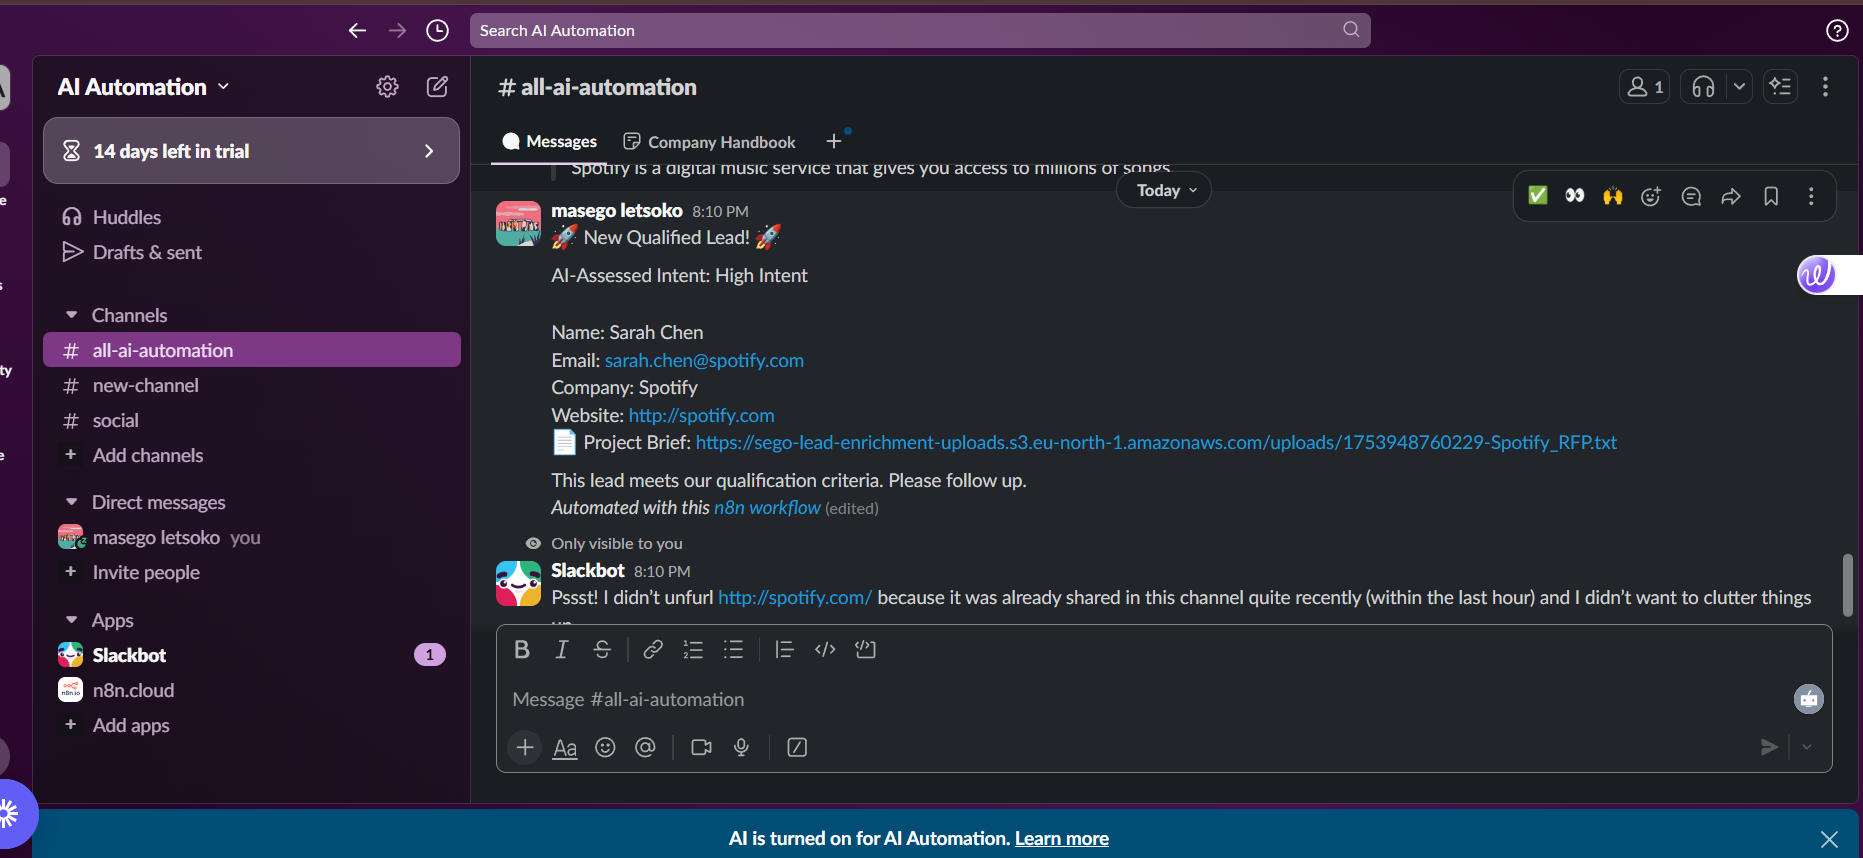 Search AI Automation
AI Automation
14 days left in trial
Huddles
Drafts & sent
Channels
# all-ai-automation
# new-channel
# social
+ Add channels
Direct messages
masego letsoko you
+ Invite people
Apps
Slackbot 1
n8n.cloud
+ Add apps
# all-ai-automation
1
Messages Company Handbook +
Spotify is a digital music service that gives you access to millions of songs
Today
masego letsoko 8:10 PM
🚀 New Qualified Lead! 🚀
AI-Assessed Intent: High Intent
Name: Sarah Chen
Email: sarah.chen@spotify.com
Company: Spotify
Website: http://spotify.com
📄 Project Brief: https://sego-lead-enrichment-uploads.s3.eu-north-1.amazonaws.com/uploads/1753948760229-Spotify_RFP.txt
This lead meets our qualification criteria. Please follow up.
Automated with this n8n workflow (edited)
Only visible to you
Slackbot 8:10 PM
Pssst! I didn't unfurl http://spotify.com/ because it was already shared in this channel quite recently (within the last hour) and I didn't want to clutter things
Message #all-ai-automation
Aa
AI is turned on for AI Automation. Learn more